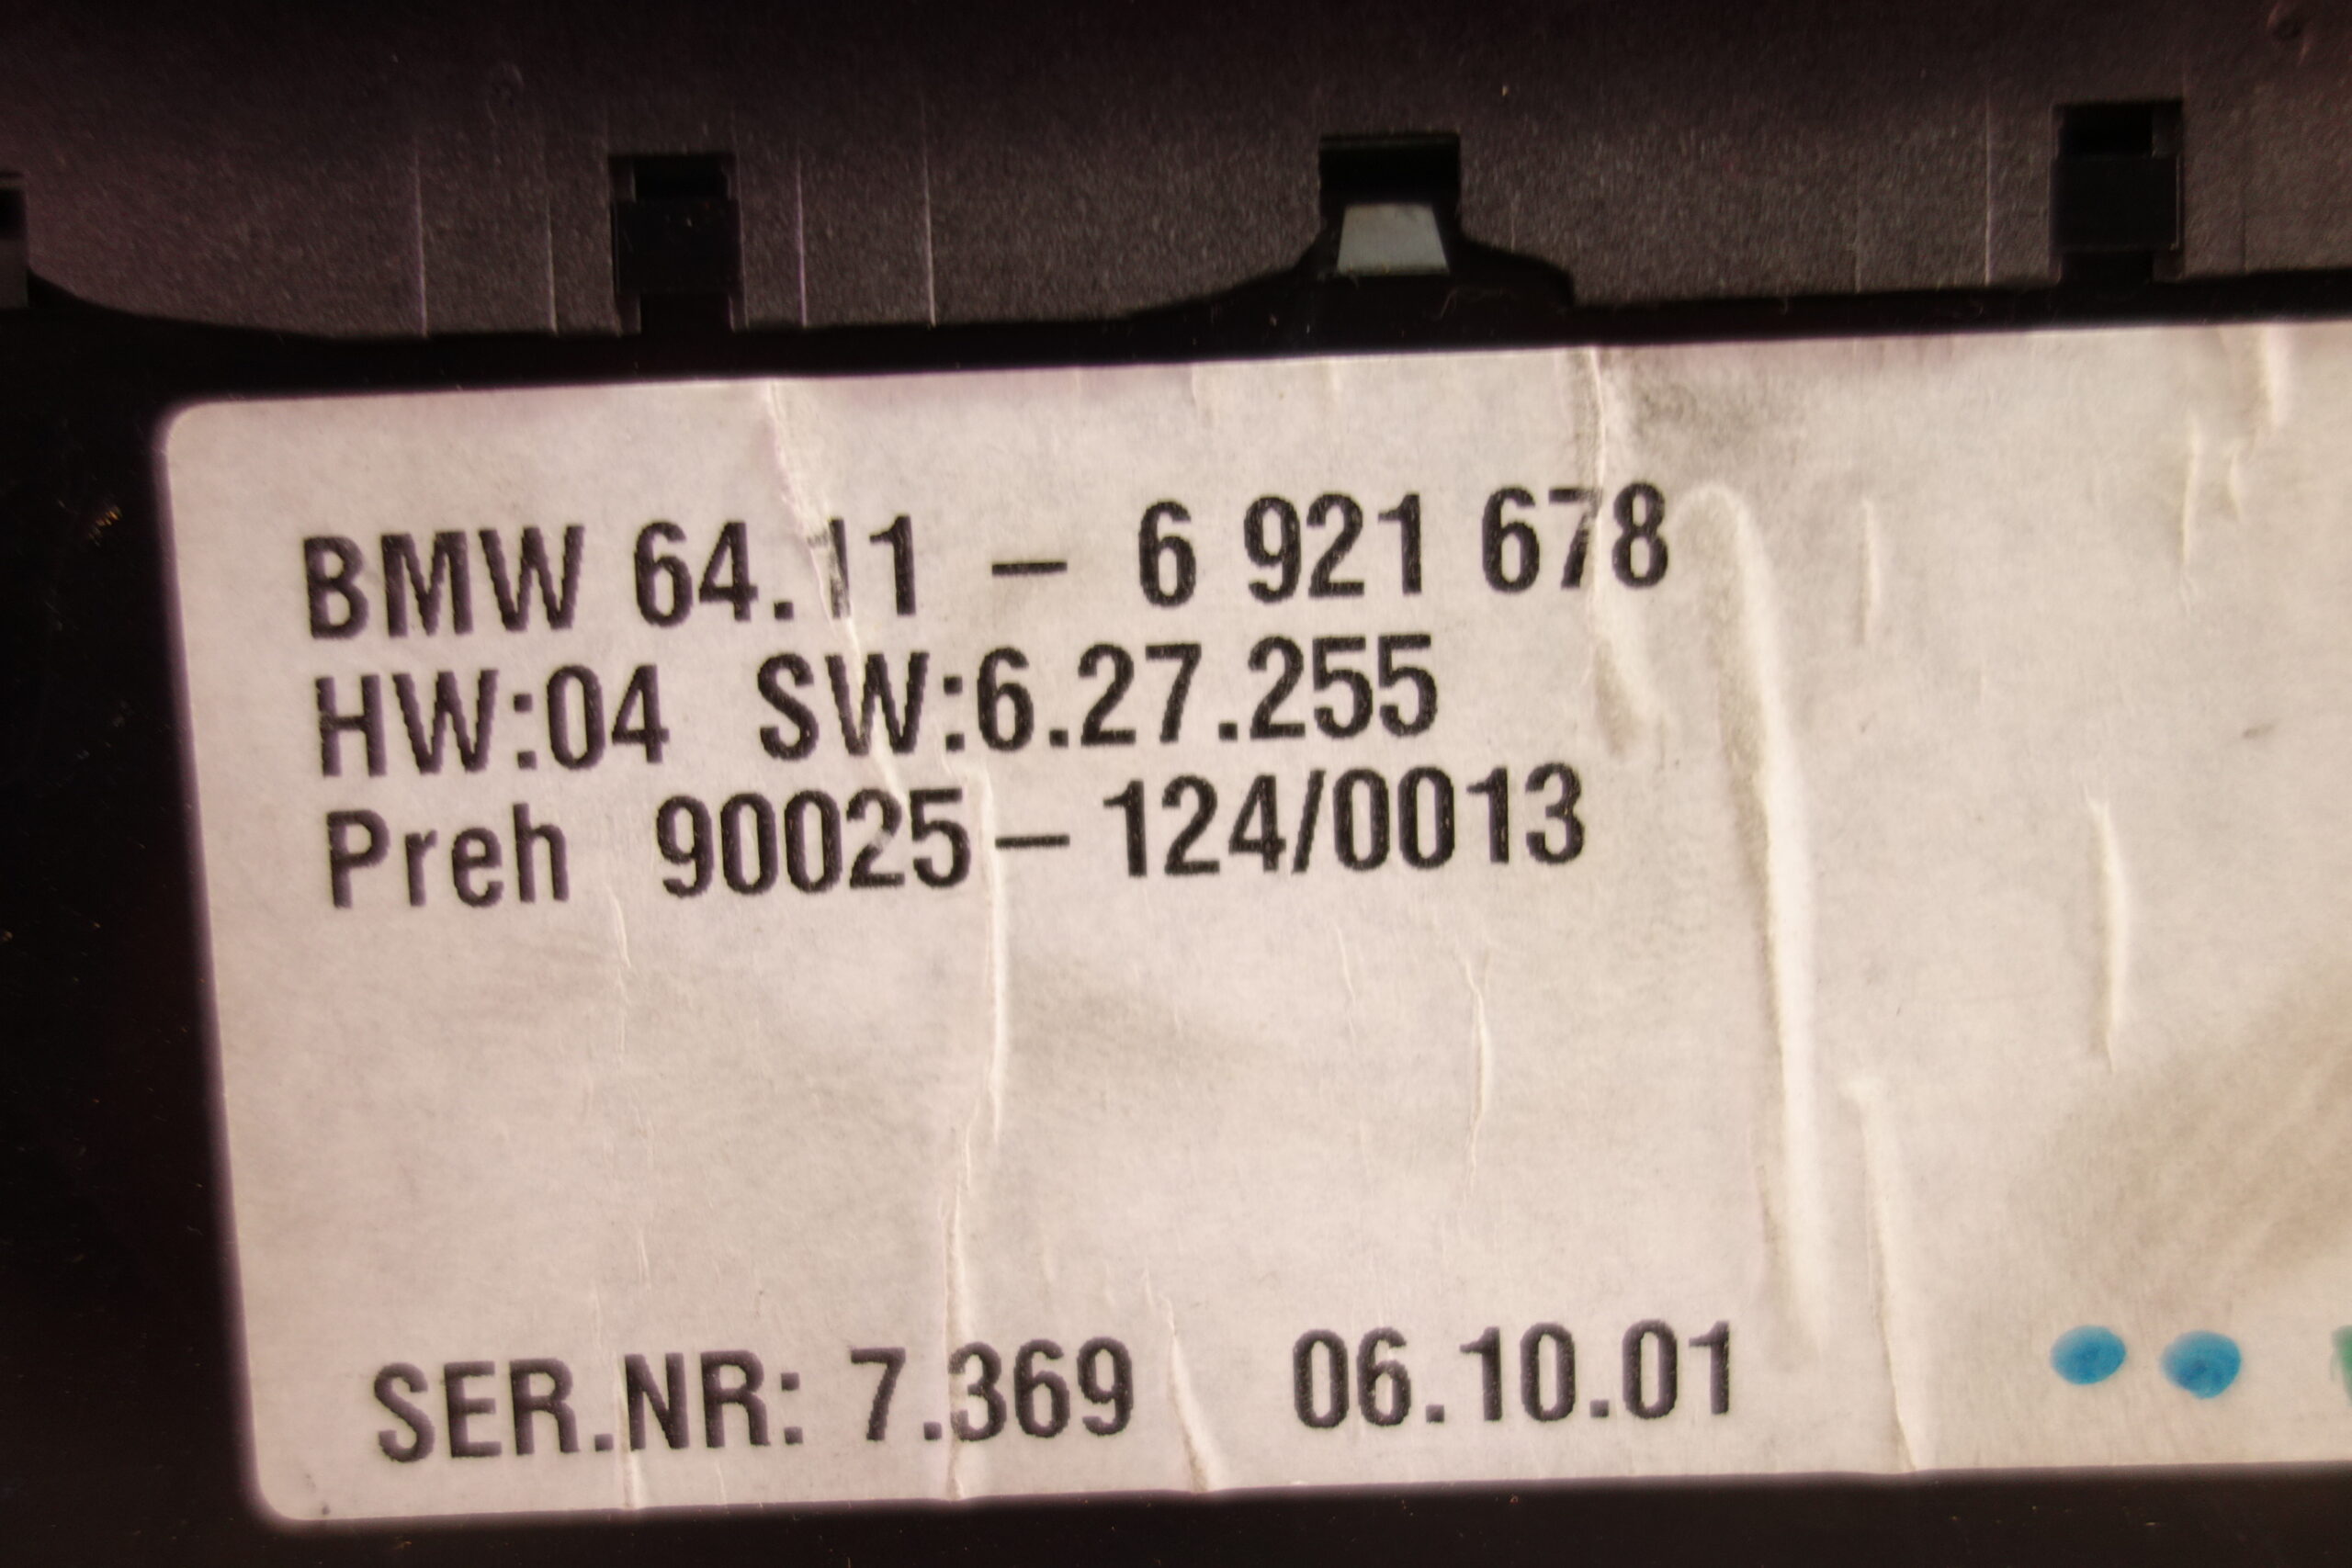 BMW 64.11 – 6 921 678
HW:04 SW:6.27.255
Preh 90025–124/0013
SER.NR: 7.369 06.10.01